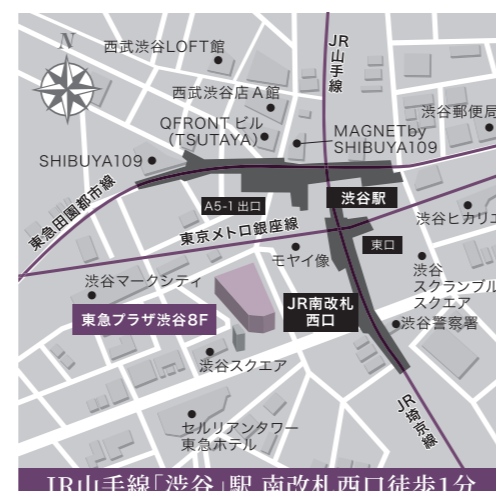 N
西武渋谷LOFT館
JR
山手線
西武渋谷店A館
渋谷郵便局
QFRONTビル
(TSUTAYA)
MAGNETby
SHIBUYA109
SHIBUYA109
東急田園都市線
A5-1出口
渋谷駅
渋谷ヒカリエ
東京メトロ銀座線
東口
モヤイ像
渋谷
スクランブル
スクエア
渋谷マークシティ
東急プラザ渋谷8F
JR南改札
西口
渋谷警察署
渋谷スクエア
JR
埼京線
セルリアンタワー
東急ホテル
JR山手線「渋谷」駅 南改札西口徒歩1分